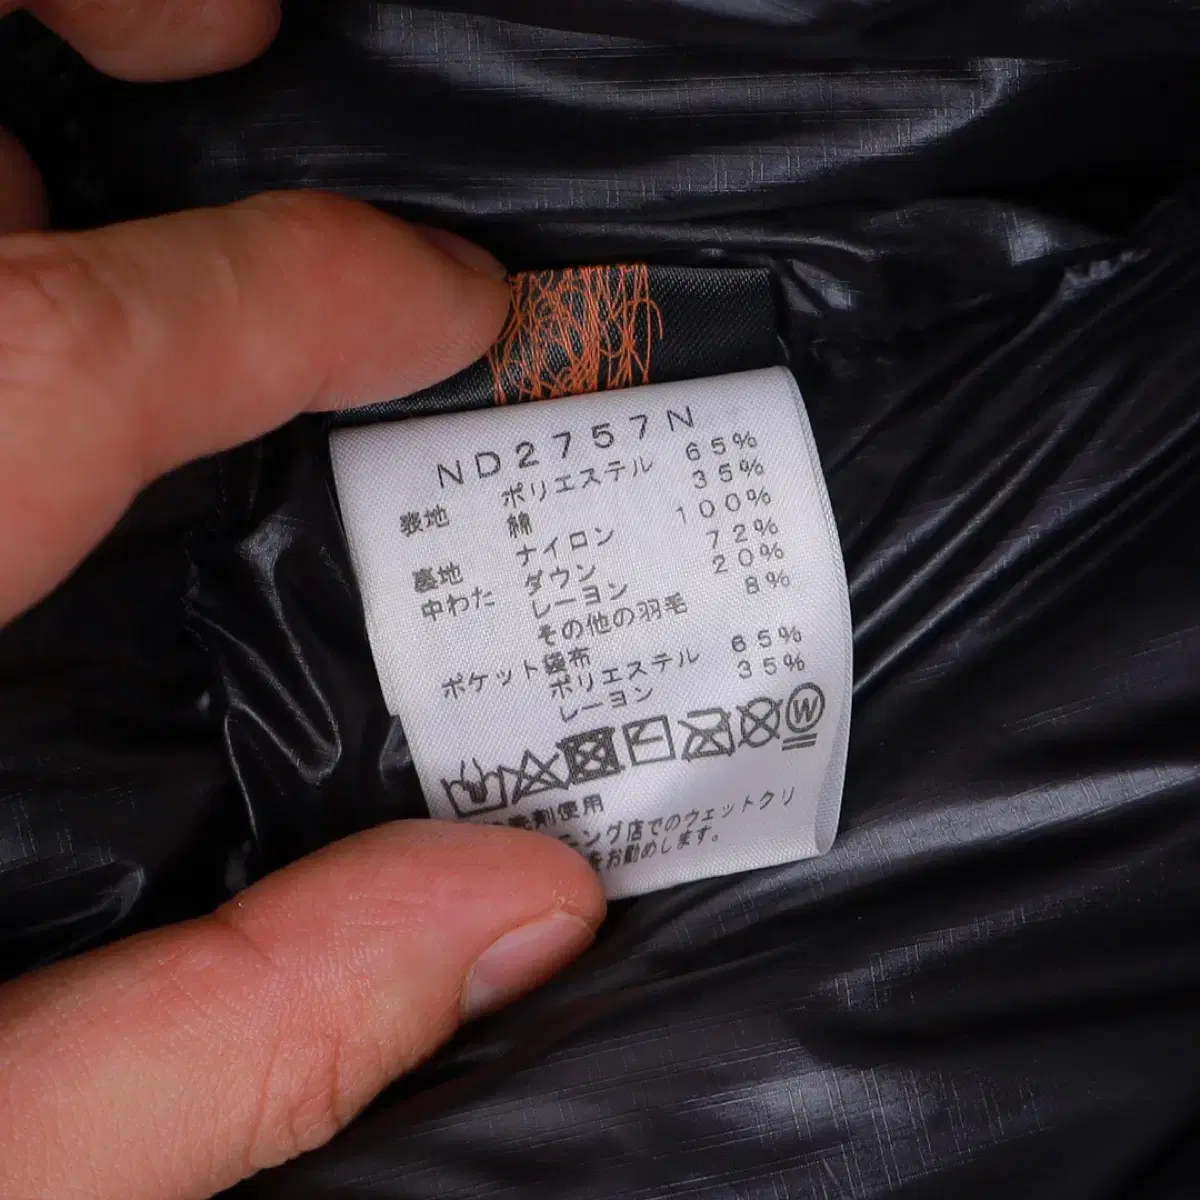 ND2757N
表地 ポリエステル 65%
綿 35%
裏地 ナイロン 100%
中わた ダウン 72%
レーヨン 20%
その他の羽毛 8%
ポケット袋布
ポリエステル 65%
レーヨン 35%
W
剤使用
ニング店でのウェットクリ
をお勧めします。